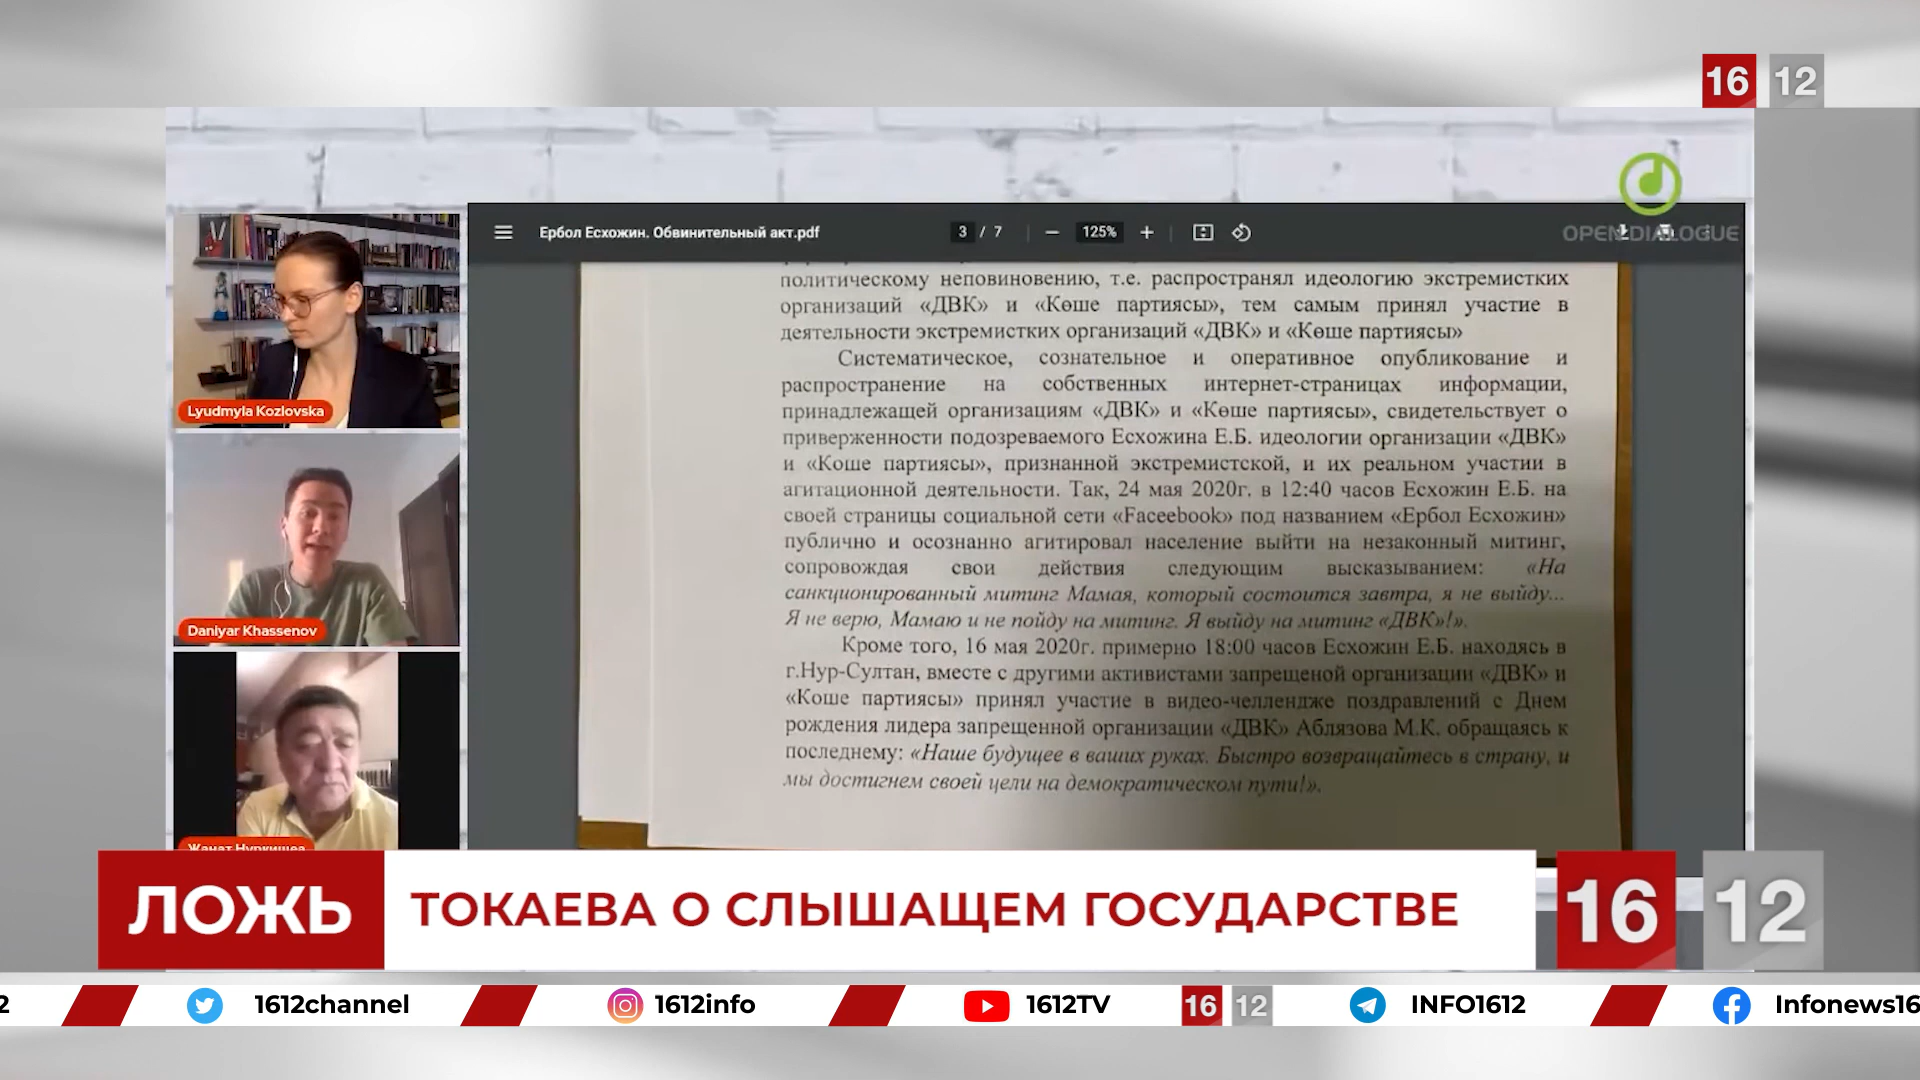 16 12
OPEN DIALOGUE
Ербол Есхожин. Обвинительный акт.pdf
3 / 7
125%
политическому неповиновению, т.е. распространял идеологию экстремистких
организаций «ДВК» и «Көше партиясы», тем самым принял участие в
деятельности экстремистких организаций «ДВК» и «Көше партиясы»
Систематическое, сознательное и оперативное опубликование и
распространение на собственных интернет-страницах информации,
принадлежащей организациям «ДВК» и «Көше партиясы», свидетельствует о
приверженности подозреваемого Есхожина Е.Б. идеологии организации «ДВК»
и «Коше партиясы», признанной экстремистской, и их реальном участии в
агитационной деятельности. Так, 24 мая 2020г. в 12:40 часов Есхожин Е.Б. на
своей страницы социальной сети «Faceebook» под названием «Ербол Есхожин»
публично и осознанно агитировал население выйти на незаконный митинг,
сопровождая свои действия следующим высказыванием: «На
санкционированный митинг Мамая, который состоится завтра, я не выйду...
Я не верю, Мамаю и не пойду на митинг. Я выйду на митинг «ДВК»!».
Кроме того, 16 мая 2020г. примерно 18:00 часов Есхожин Е.Б. находясь в
г.Нур-Султан, вместе с другими активистами запрещеной организации «ДВК» и
«Коше партиясы» принял участие в видео-челлендже поздравлений с Днем
рождения лидера запрещенной организации «ДВК» Аблязова М.К. обращаясь к
последнему: «Наше будущее в ваших руках. Быстро возвращайтесь в страну, и
мы достигнем своей цели на демократическом пути!».
Lyudmyla Kozlovska
Daniyar Khassenov
ЛОЖЬ ТОКАЕВА О СЛЫШАЩЕМ ГОСУДАРСТВЕ 16 12
2 1612channel 1612info 1612TV 16 12 INFO1612 Infonews16